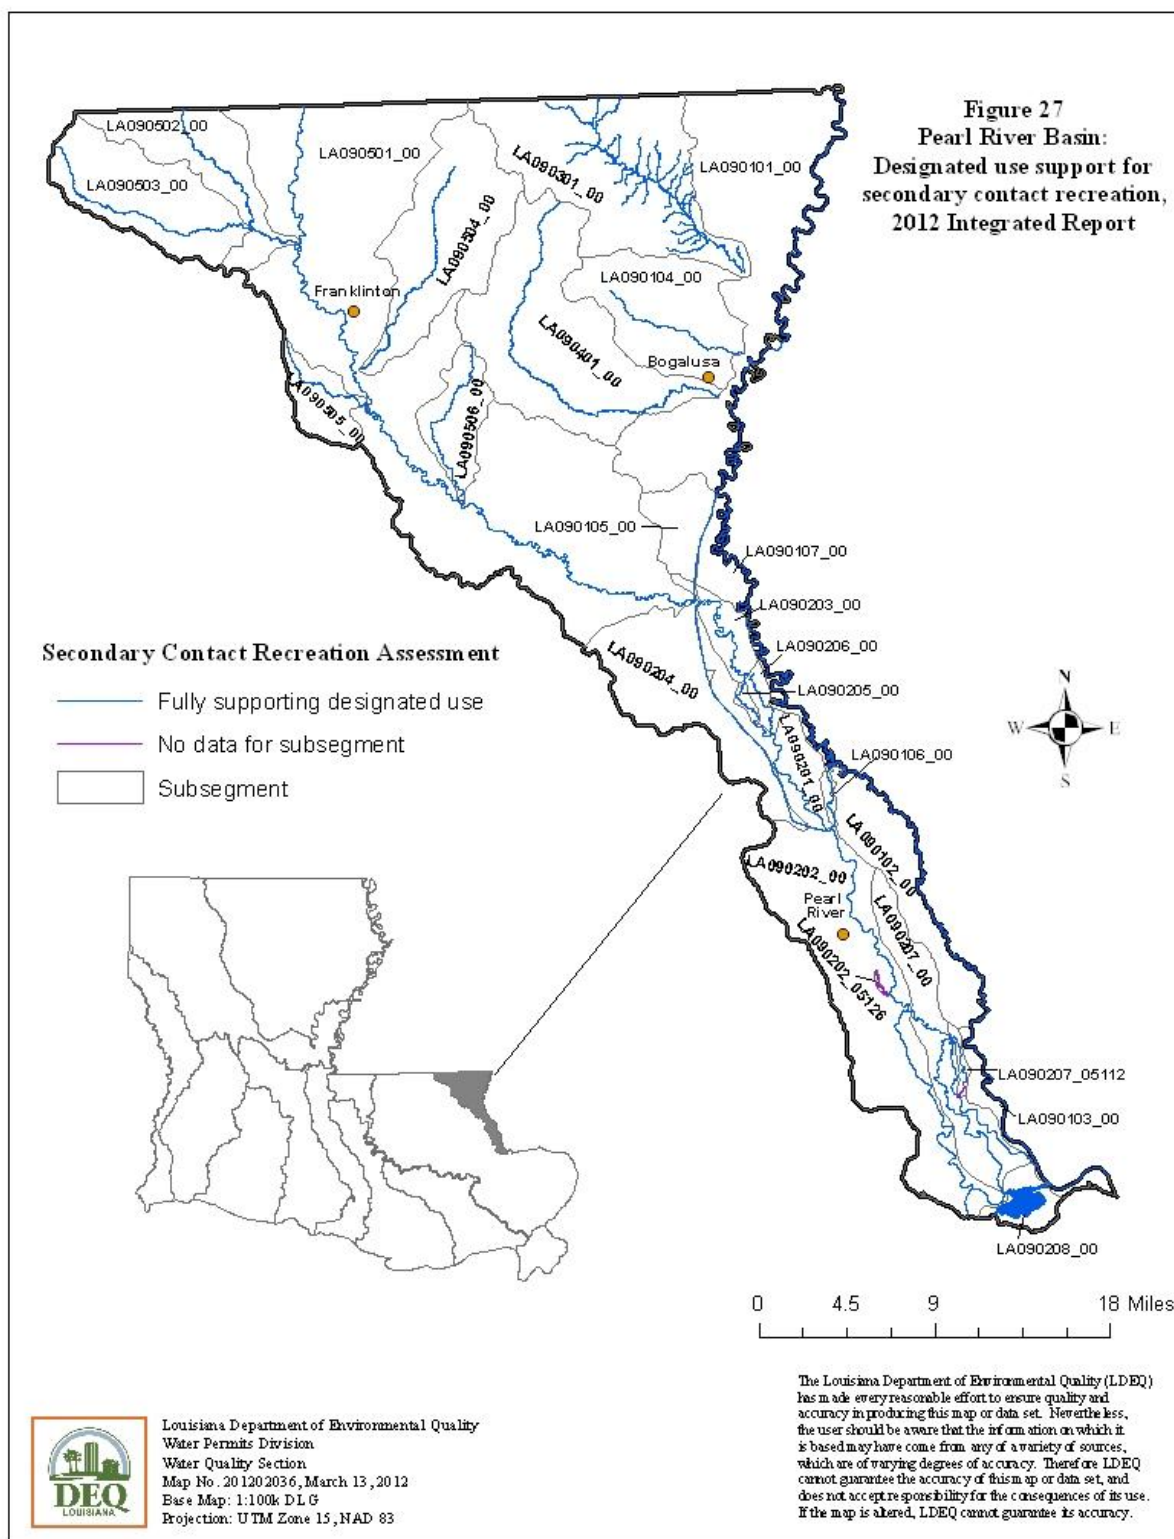 Figure 27
Pearl River Basin:
Designated use support for
secondary contact recreation,
2012 Integrated Report
LA090502_00
LA090501_00
LA090301_00
LA090101_00
LA090503_00
LA090504_00
LA090104_00
Franklinton
LA090401_00
Bogalusa
LA090505_00
LA090506_00
LA090105_00
LA090107_00
LA090203_00
LA090204_00
LA090206_00
LA090205_00
LA090201_00
LA090106_00
LA090102_00
LA090202_00
Pearl
River
LA090207_00
LA090202_05126
LA090207_05112
LA090103_00
LA090208_00
Secondary Contact Recreation Assessment
Fully supporting designated use
No data for subsegment
Subsegment
N
W
E
S
0 4.5 9 18 Miles
DEQ
LOUISIANA
Louisiana Department of Environmental Quality
Water Permits Division
Water Quality Section
Map No. 201202036, March 13, 2012
Base Map: 1:100k DLG
Projection: UTM Zone 15, NAD 83
The Louisiana Department of Environmental Quality (LDEQ)
has made every reasonable effort to ensure quality and
accuracy in producing this map or data set. Nevertheless,
the user should be aware that the information on which it
is based may have come from any of a variety of sources,
which are of varying degrees of accuracy. Therefore LDEQ
cannot guarantee the accuracy of this map or data set, and
does not accept responsibility for the consequences of its use.
If the map is altered, LDEQ cannot guarantee its accuracy.